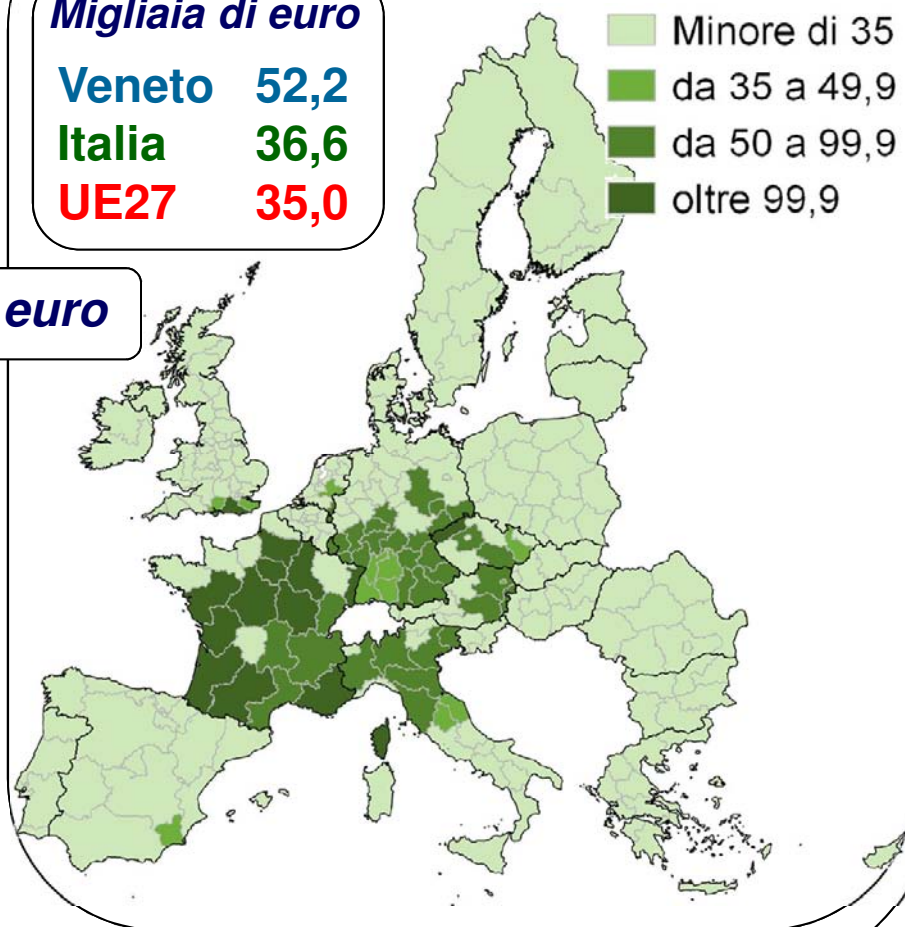 Migliaia di euro
Veneto 52,2
Italia 36,6
UE27 35,0
Minore di 35
da 35 a 49,9
da 50 a 99,9
oltre 99,9
euro